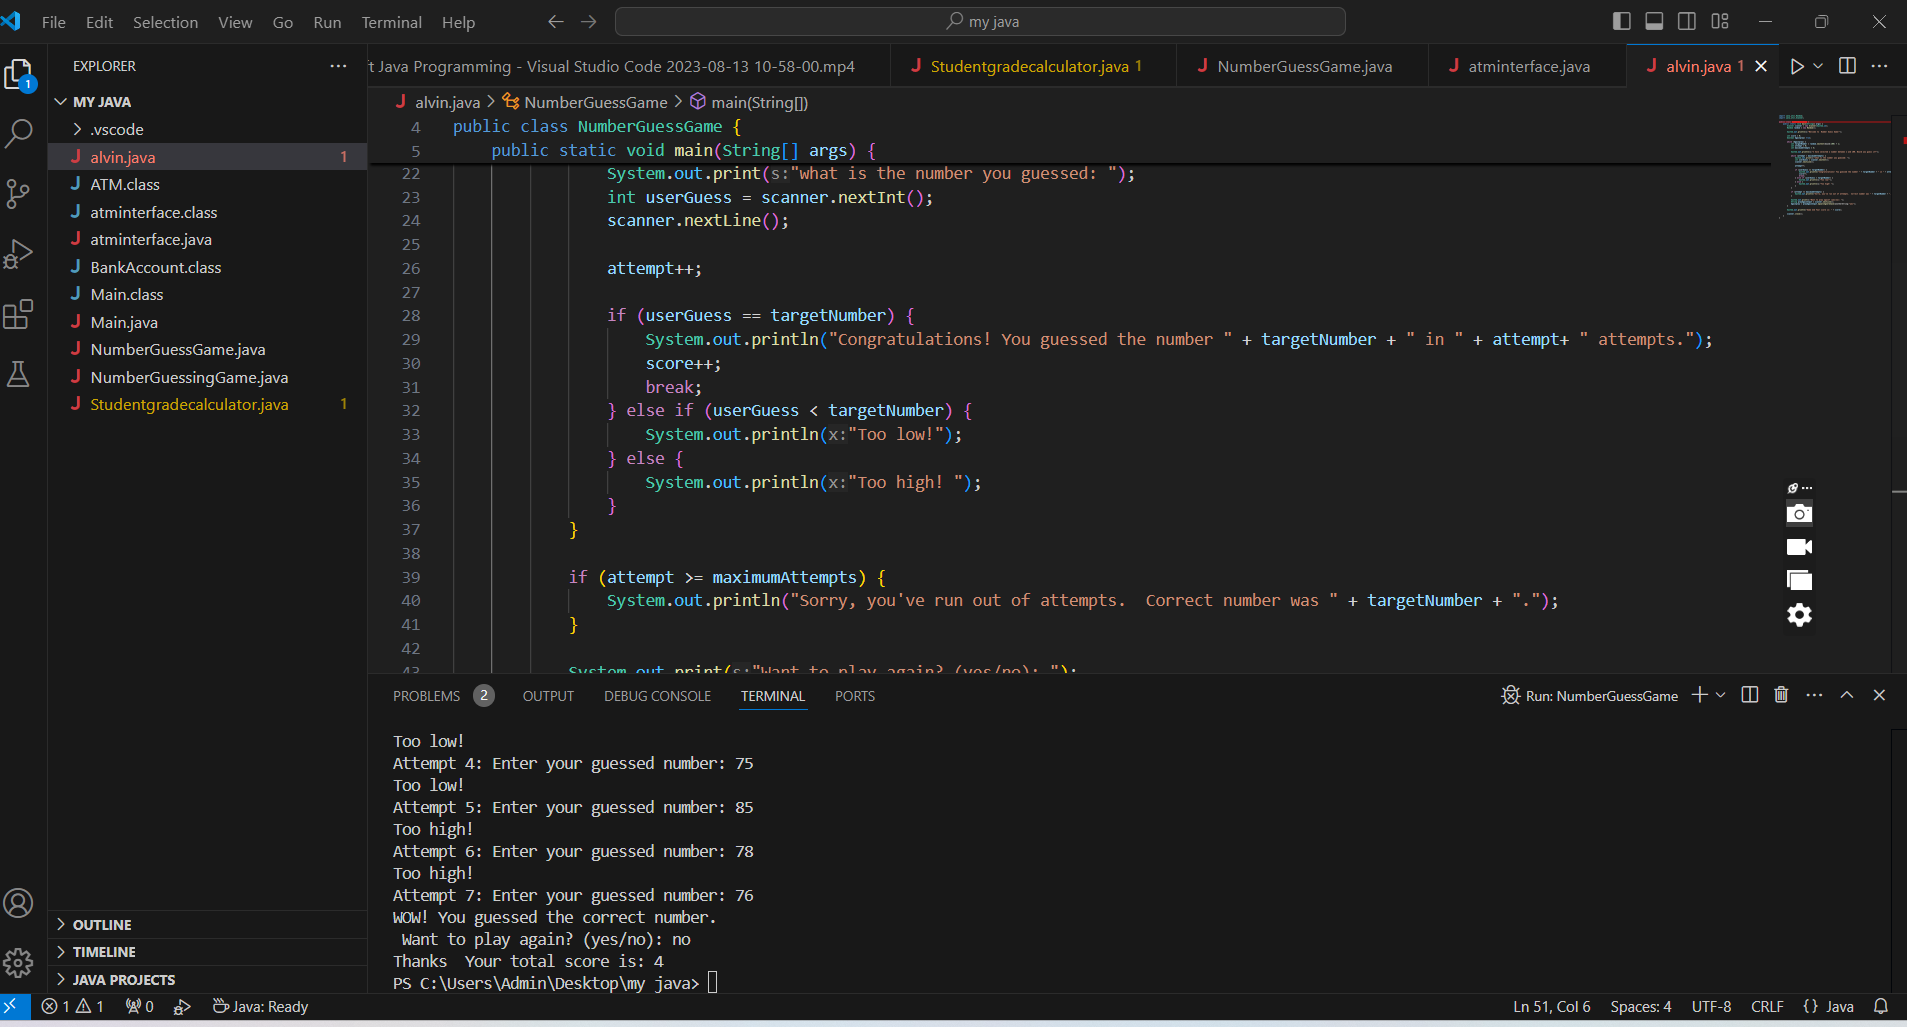 File Edit Selection View Go Run Terminal Help
my java
EXPLORER
t Java Programming - Visual Studio Code 2023-08-13 10-58-00.mp4
J Studentgradecalculator.java 1
J NumberGuessGame.java
J atminterface.java
J alvin.java 1
MY JAVA
.vscode
J alvin.java 1
J ATM.class
J atminterface.class
J atminterface.java
J BankAccount.class
J Main.class
J Main.java
J NumberGuessGame.java
J NumberGuessingGame.java
J Studentgradecalculator.java 1
OUTLINE
TIMELINE
JAVA PROJECTS
1
J alvin.java > NumberGuessGame > main(String[])
4 public class NumberGuessGame {
5 public static void main(String[] args) {
22 System.out.print(s:"what is the number you guessed: ");
23 int userGuess = scanner.nextInt();
24 scanner.nextLine();
25
26 attempt++;
27
28 if (userGuess == targetNumber) {
29 System.out.println("Congratulations! You guessed the number " + targetNumber + " in " + attempt+ " attempts.");
30 score++;
31 break;
32 } else if (userGuess < targetNumber) {
33 System.out.println(x:"Too low!");
34 } else {
35 System.out.println(x:"Too high! ");
36 }
37 }
38
39 if (attempt >= maximumAttempts) {
40 System.out.println("Sorry, you've run out of attempts.  Correct number was " + targetNumber + ".");
41 }
42
43 System.out.print(s:"Want to play again? (yes/no): ");
PROBLEMS 2 OUTPUT DEBUG CONSOLE TERMINAL PORTS
Run: NumberGuessGame
Too low!
Attempt 4: Enter your guessed number: 75
Too low!
Attempt 5: Enter your guessed number: 85
Too high!
Attempt 6: Enter your guessed number: 78
Too high!
Attempt 7: Enter your guessed number: 76
WOW! You guessed the correct number.
Want to play again? (yes/no): no
Thanks  Your total score is: 4
PS C:\Users\Admin\Desktop\my java>
1 1 0 Java: Ready
Ln 51, Col 6 Spaces: 4 UTF-8 CRLF {} Java